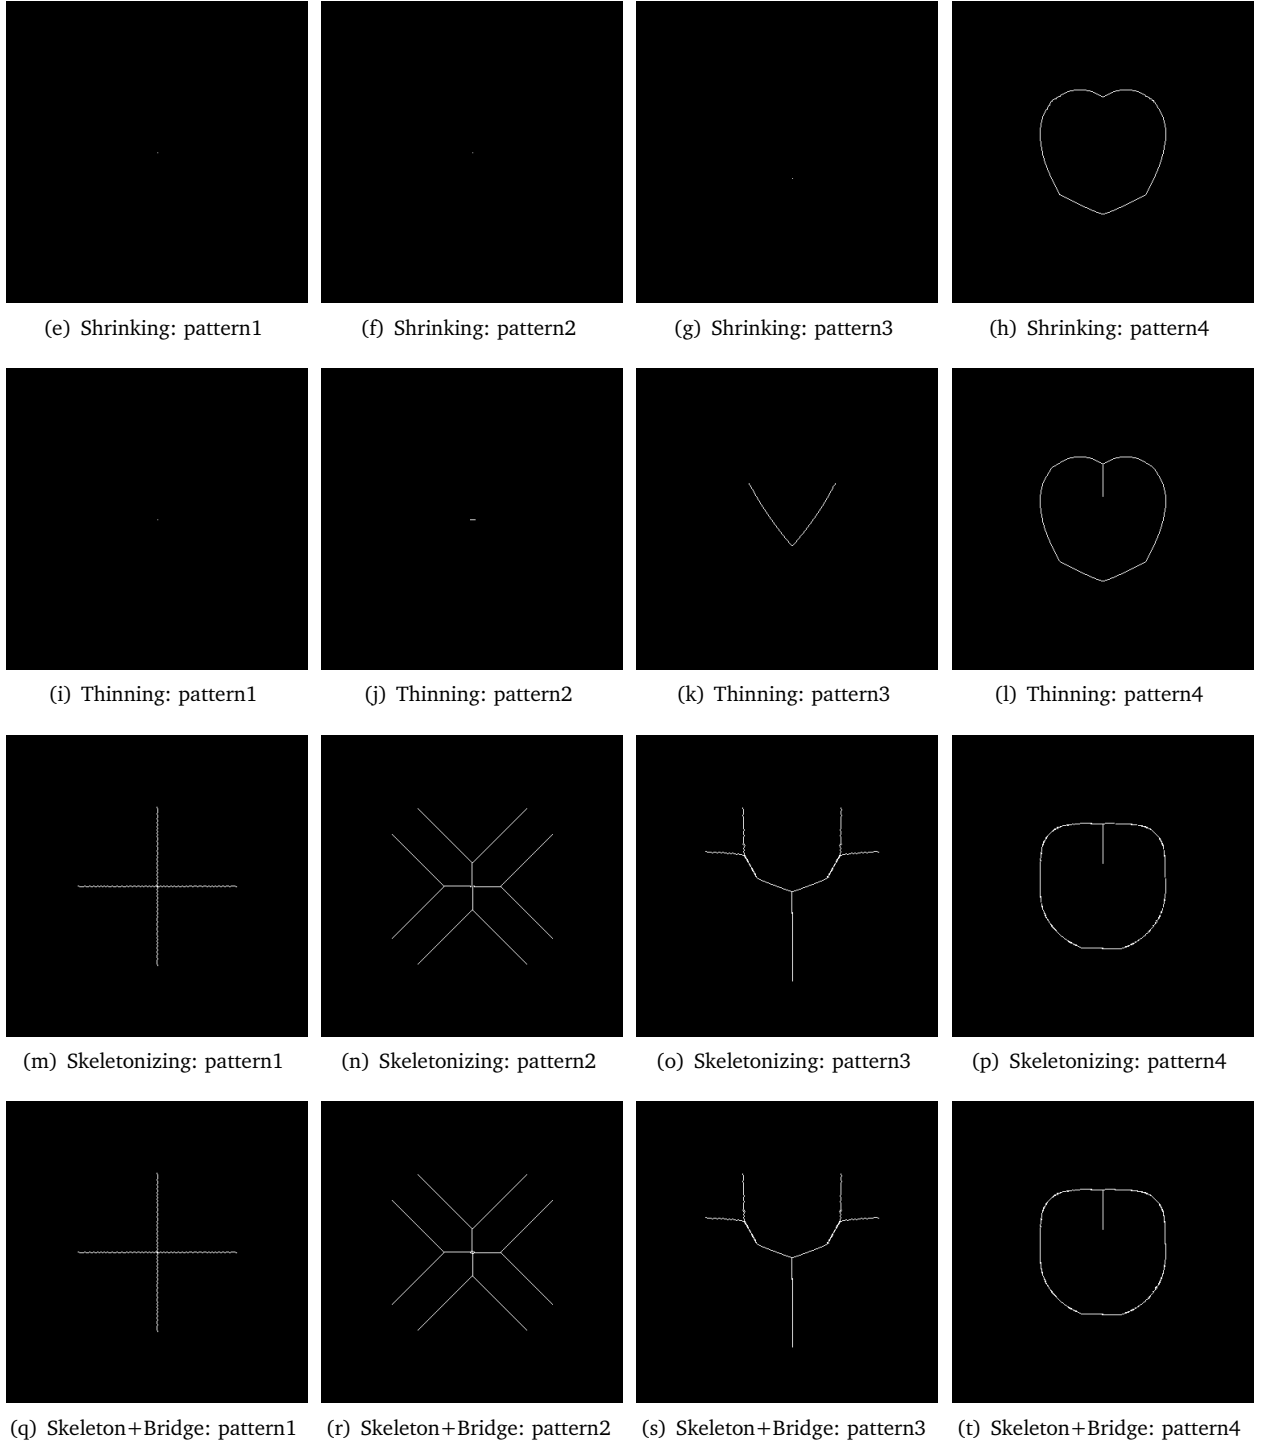 (e) Shrinking: pattern1
(f) Shrinking: pattern2
(g) Shrinking: pattern3
(h) Shrinking: pattern4
(i) Thinning: pattern1
(j) Thinning: pattern2
(k) Thinning: pattern3
(l) Thinning: pattern4
(m) Skeletonizing: pattern1
(n) Skeletonizing: pattern2
(o) Skeletonizing: pattern3
(p) Skeletonizing: pattern4
(q) Skeleton+Bridge: pattern1
(r) Skeleton+Bridge: pattern2
(s) Skeleton+Bridge: pattern3
(t) Skeleton+Bridge: pattern4